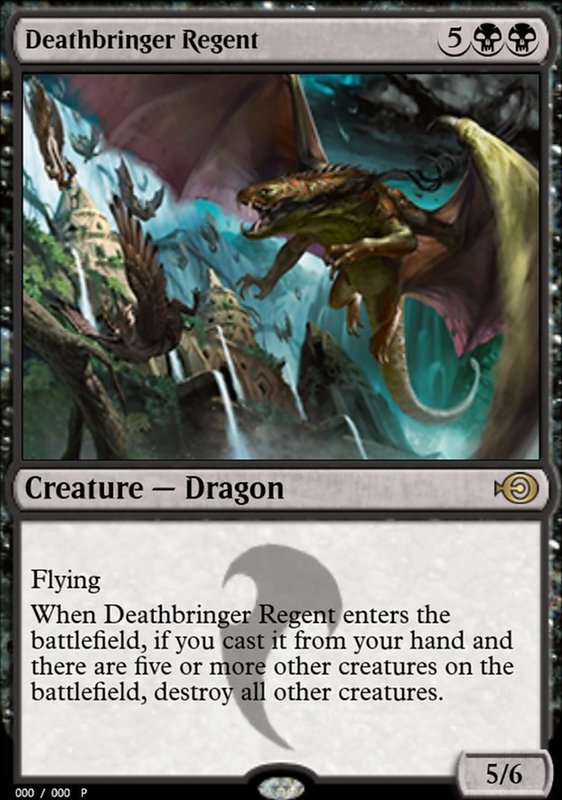 Deathbringer Regent 5
Creature — Dragon
Flying
When Deathbringer Regent enters the
battlefield, if you cast it from your hand and
there are five or more other creatures on the
battlefield, destroy all other creatures.
5/6
000 / 000 P